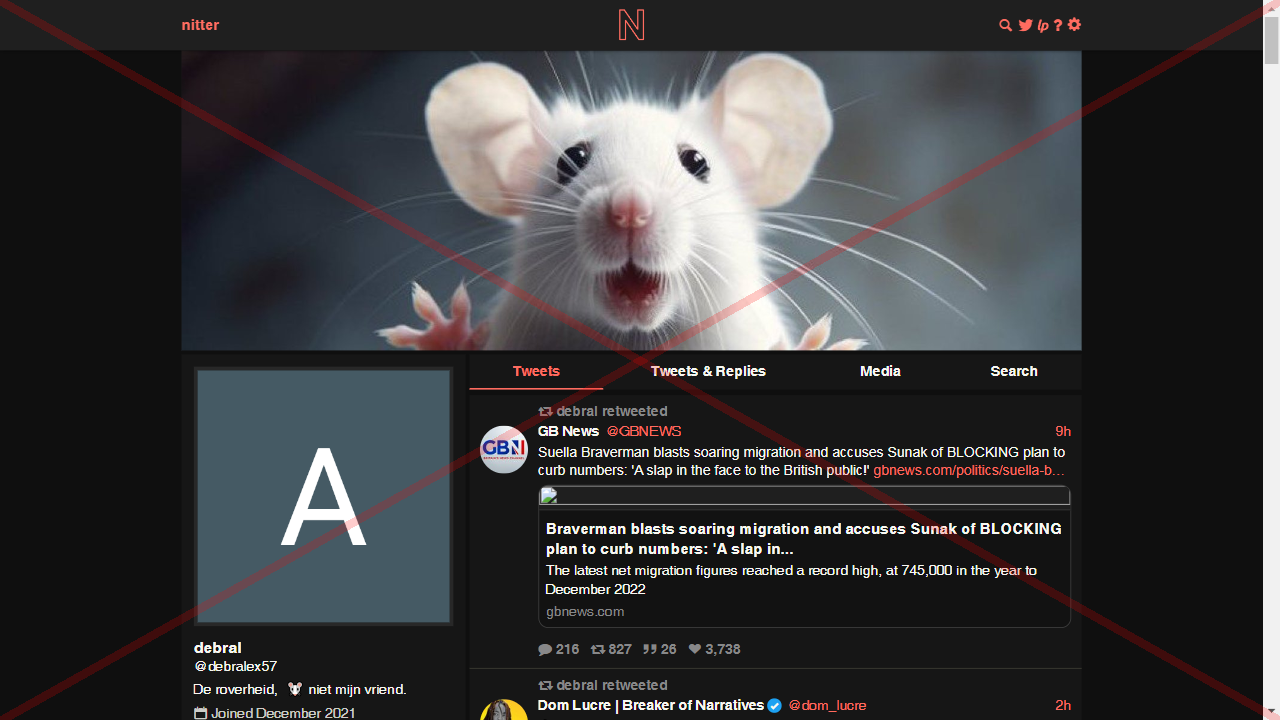 nitter
N
lp ?
Tweets
Tweets & Replies
Media
Search
A
debral
@debralex57
De roverheid, 🐭 niet mijn vriend.
Joined December 2021
debral retweeted
GBN
GB News @GBNEWS 9h
Suella Braverman blasts soaring migration and accuses Sunak of BLOCKING plan to
curb numbers: 'A slap in the face to the British public!' gbnews.com/politics/suella-b…
Braverman blasts soaring migration and accuses Sunak of BLOCKING
plan to curb numbers: 'A slap in...
The latest net migration figures reached a record high, at 745,000 in the year to
December 2022
gbnews.com
216 827 26 3,738
debral retweeted
Dom Lucre | Breaker of Narratives @dom_lucre 2h